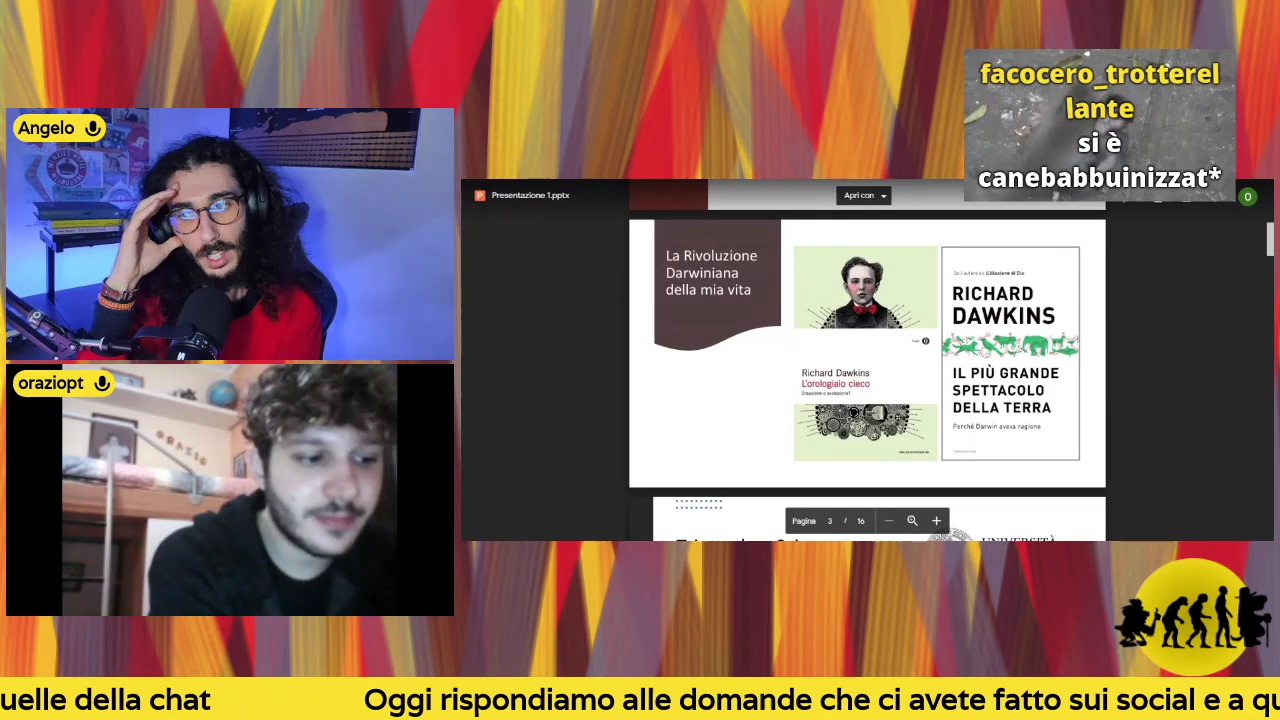 facocero_trotterel
lante
si è
canebabbuinizzat*
Angelo
Presentazione 1.pptx
Apri con
O
La Rivoluzione
Darwiniana
della mia vita
Richard Dawkins
L'orologiaio cieco
Creazione o evoluzione?
Dall'autore de L'illusione di Dio
RICHARD
DAWKINS
IL PIÙ GRANDE
SPETTACOLO
DELLA TERRA
Perché Darwin aveva ragione
Pagina 3 / 16
UNIVERSITÀ
oraziopt
ORAZIO
uelle della chat
Oggi rispondiamo alle domande che ci avete fatto sui social e a qu